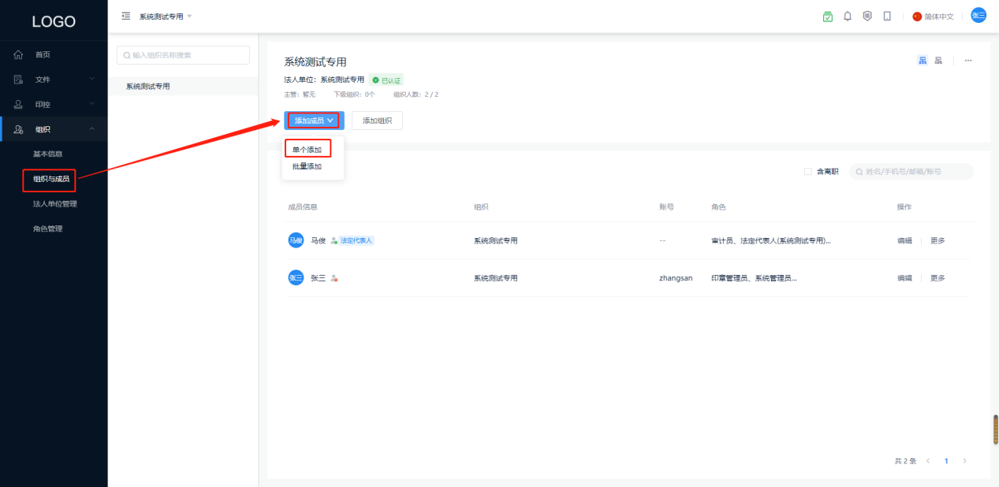 LOGO
系统测试专用
简体中文
张三
首页
文件
印控
组织
基本信息
组织与成员
法人单位管理
角色管理
输入组织名称搜索
系统测试专用
系统测试专用
法人单位: 系统测试专用 已认证
主管: 暂无 下级组织: 0个 组织人数: 2 / 2
添加成员 添加组织
单个添加
批量添加
含离职 姓名/手机号/邮箱/账号
成员信息 组织 账号 角色 操作
马俊 马俊 法定代表人 系统测试专用 -- 审计员、法定代表人(系统测试专用)... 编辑 更多
张三 张三 系统测试专用 zhangsan 印章管理员、系统管理员... 编辑 更多
共 2 条 1